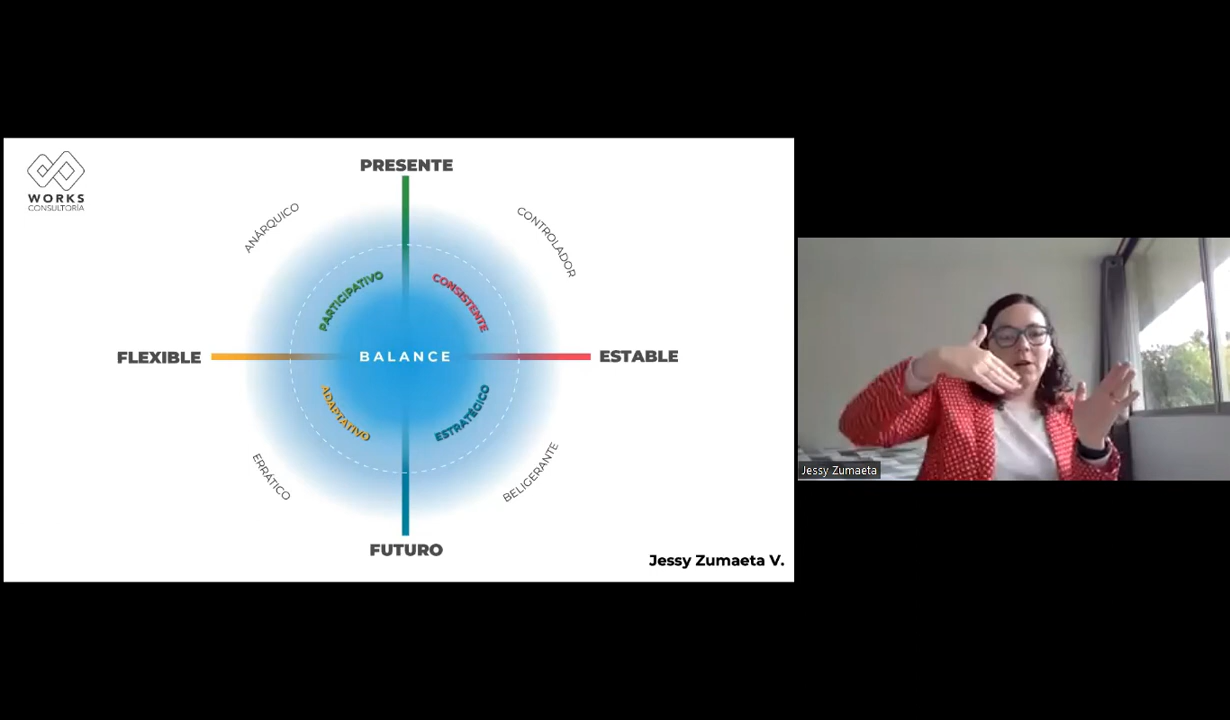 WORKS
CONSULTORÍA
PRESENTE
ANÁRQUICO
CONTROLADOR
PARTICIPATIVO
CONSISTENTE
FLEXIBLE
BALANCE
ESTABLE
ADAPTATIVO
ESTRATÉGICO
ERRÁTICO
BELIGERANTE
FUTURO
Jessy Zumaeta V.
Jessy Zumaeta